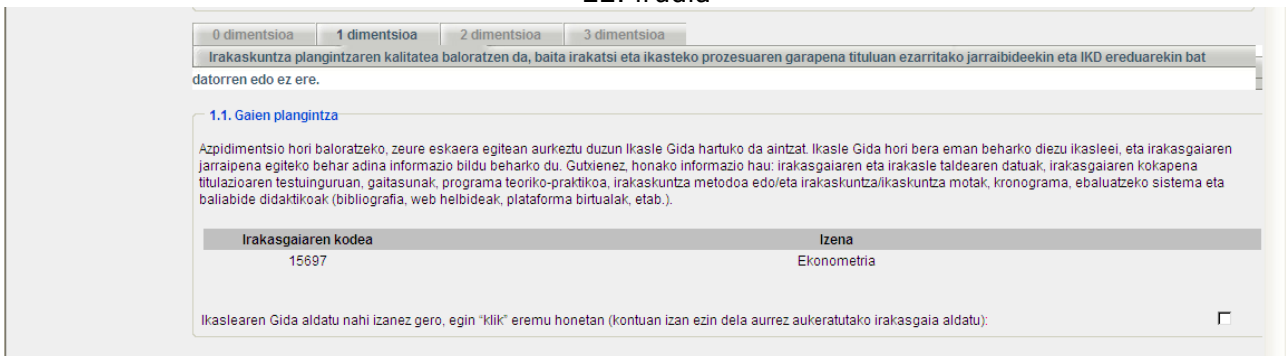 22. irudia
0 dimentsioa 1 dimentsioa 2 dimentsioa 3 dimentsioa
Irakaskuntza plangintzaren kalitatea baloratzen da, baita irakatsi eta ikasteko prozesuaren garapena tituluan ezarritako jarraibideekin eta IKD ereduarekin bat
datorren edo ez ere.
1.1. Gaien plangintza
Azpidimentsio hori baloratzeko, zeure eskaera egitean aurkeztu duzun Ikasle Gida hartuko da aintzat. Ikasle Gida hori bera eman beharko diezu ikasleei, eta irakasgaiaren
jarraipena egiteko behar adina informazio bildu beharko du. Gutxienez, honako informazio hau: irakasgaiaren eta irakasle taldearen datuak, irakasgaiaren kokapena
titulazioaren testuinguruan, gaitasunak, programa teoriko-praktikoa, irakaskuntza metodoa edo/eta irakaskuntza/ikaskuntza motak, kronograma, ebaluatzeko sistema eta
baliabide didaktikoak (bibliografia, web helbideak, plataforma birtualak, etab.).
Irakasgaiaren kodea Izena
15697 Ekonometria
Ikaslearen Gida aldatu nahi izanez gero, egin "klik" eremu honetan (kontuan izan ezin dela aurrez aukeratutako irakasgaia aldatu):